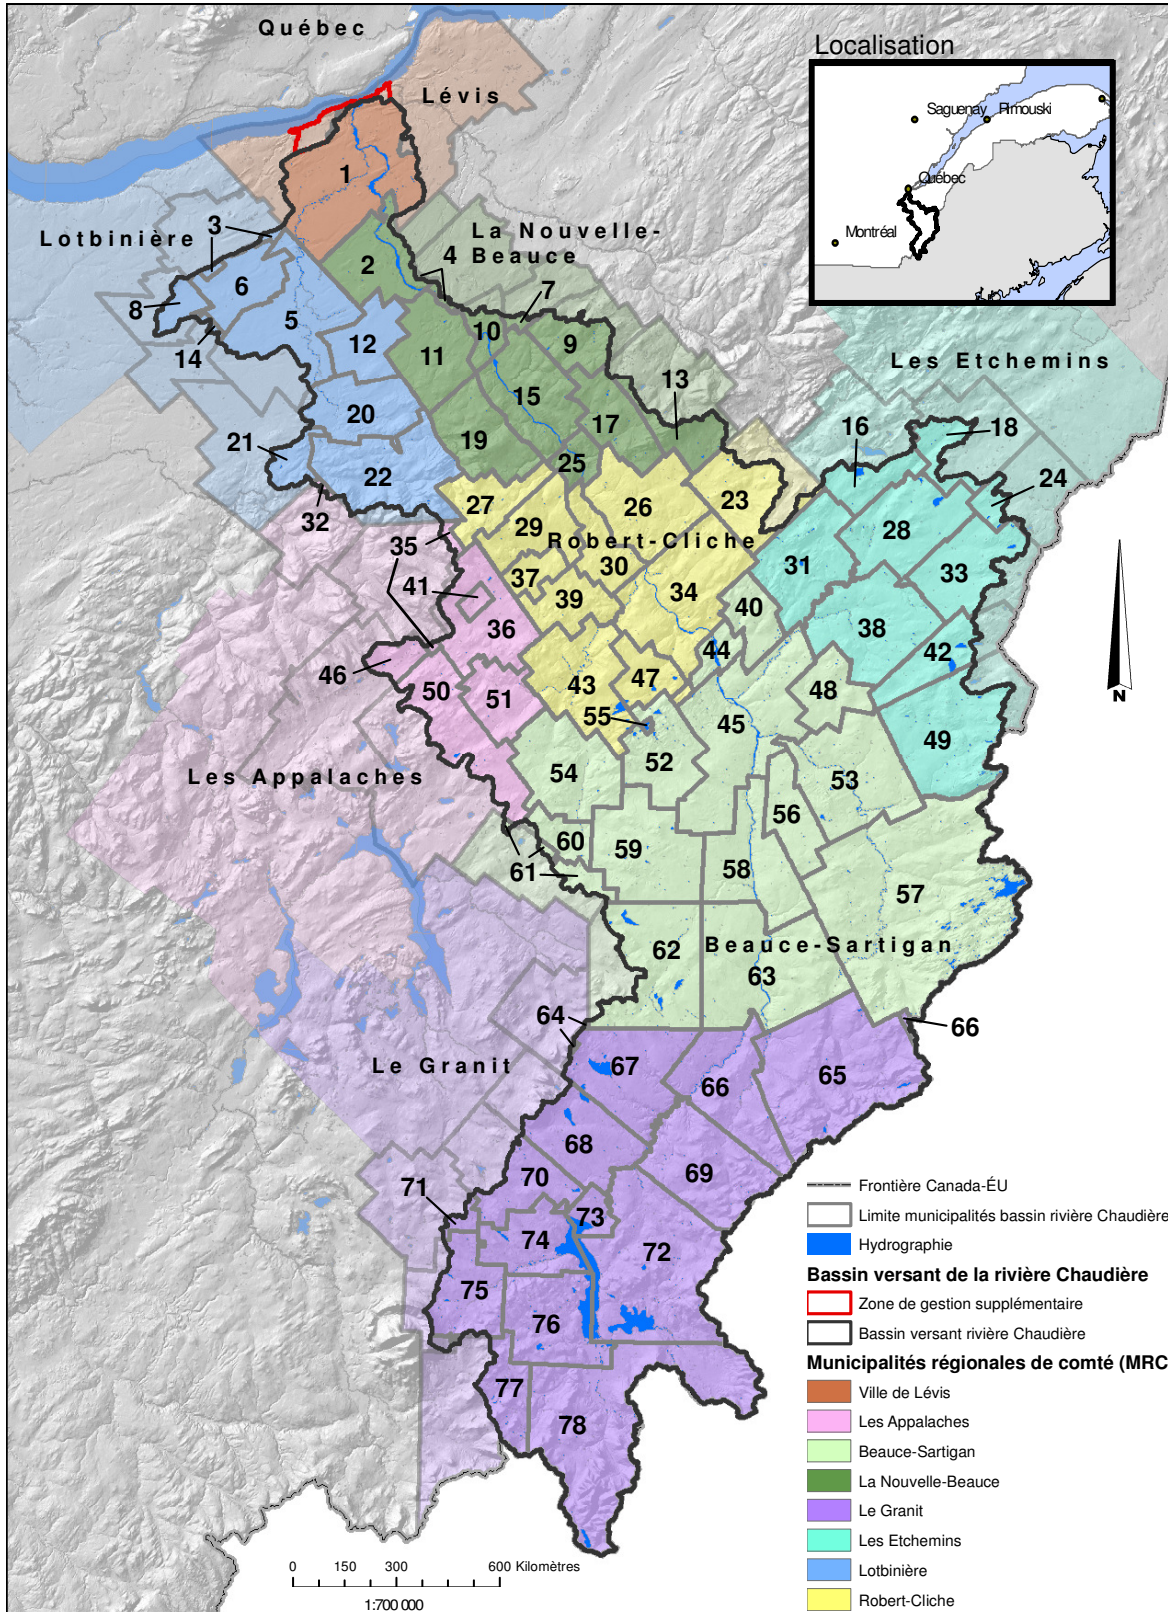 Québec
Lévis
Localisation
Saguenay
Rimouski
Québec
Montréal
1
Lotbinière
3
La Nouvelle-
Beauce
2
4
7
8
6
5
14
12
10
9
11
15
13
Les Etchemins
16
18
17
20
19
21
22
25
24
23
32
27
26
28
29
Robert-Cliche
35
31
33
30
37
34
41
39
40
36
38
44
42
46
50
51
43
47
48
45
49
55
52
Les Appalaches
54
53
56
60
59
61
58
57
62
Beauce-Sartigan
63
64
66
Le Granit
67
66
65
68
69
70
71
73
74
72
75
76
77
78
N
Frontière Canada-ÉU
Limite municipalités bassin rivière Chaudière
Hydrographie
Bassin versant de la rivière Chaudière
Zone de gestion supplémentaire
Bassin versant rivière Chaudière
Municipalités régionales de comté (MRC
Ville de Lévis
Les Appalaches
Beauce-Sartigan
La Nouvelle-Beauce
Le Granit
Les Etchemins
Lotbinière
Robert-Cliche
0 150 300 600 Kilomètres
1:700 000